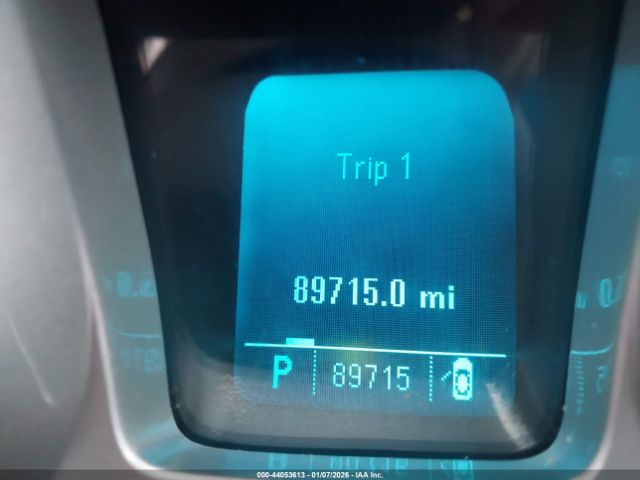 Trip 1
89715.0 mi
P 89715
000-44053613 - 01/07/2026 - IAA Inc.